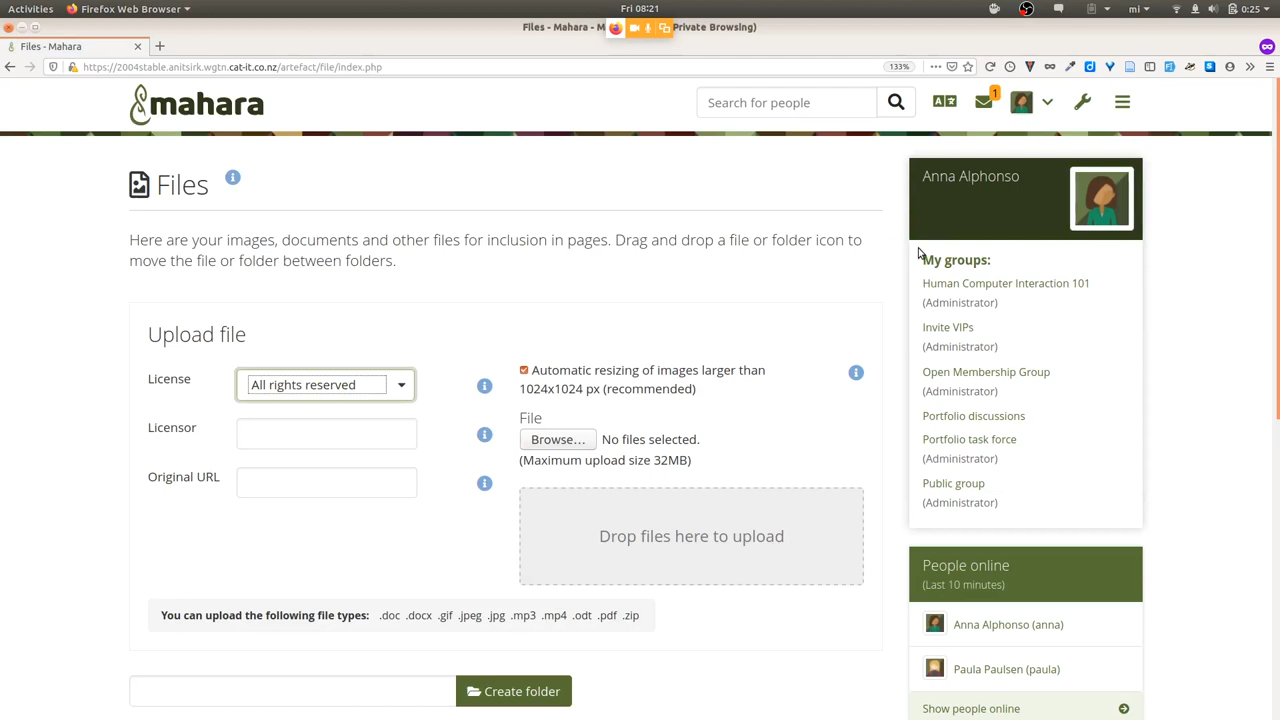 Activities
Firefox Web Browser
Fri 08:21
mi
0:25
Files - Mahara - M
Private Browsing)
Files - Mahara
https://2004stable.anitsirk.wgtn.cat-it.co.nz/artefact/file/index.php
133%
mahara
Search for people
1
Files
Here are your images, documents and other files for inclusion in pages. Drag and drop a file or folder icon to
move the file or folder between folders.
Upload file
License
All rights reserved
Licensor
Original URL
Automatic resizing of images larger than
1024x1024 px (recommended)
File
Browse...
No files selected.
(Maximum upload size 32MB)
Drop files here to upload
You can upload the following file types: .doc .docx .gif .jpeg .jpg .mp3 .mp4 .odt .pdf .zip
Create folder
Anna Alphonso
My groups:
Human Computer Interaction 101
(Administrator)
Invite VIPs
(Administrator)
Open Membership Group
(Administrator)
Portfolio discussions
Portfolio task force
(Administrator)
Public group
(Administrator)
People online
(Last 10 minutes)
Anna Alphonso (anna)
Paula Paulsen (paula)
Show people online